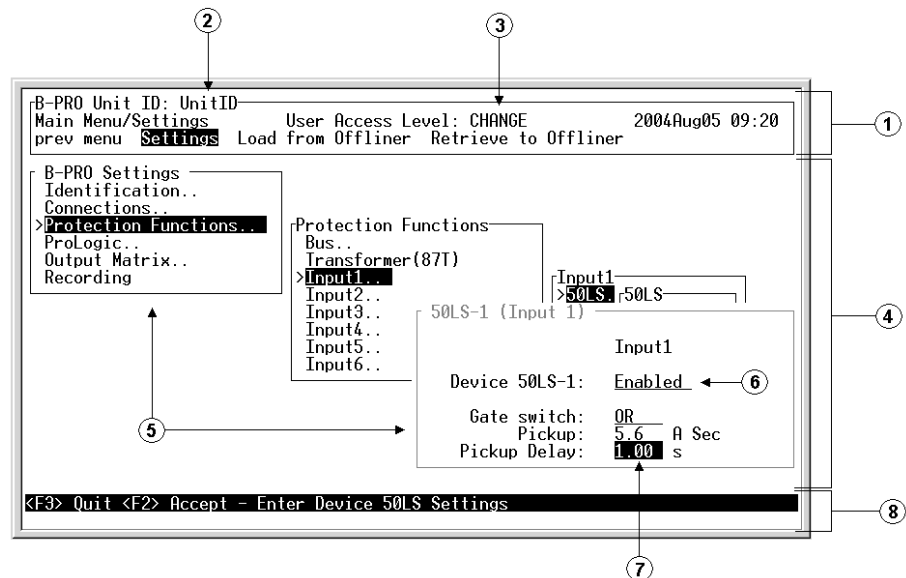 2
3
B-PRO Unit ID: UnitID
Main Menu/Settings User Access Level: CHANGE 2004Aug05 09:20
prev menu Settings Load from Offliner Retrieve to Offliner
1
B-PRO Settings
Identification..
Connections..
>Protection Functions..
ProLogic..
Output Matrix..
Recording
Protection Functions
Bus..
Transformer(87T)
>Input1..
Input2..
Input3..
Input4..
Input5..
Input6..
Input1
>50LS.
50LS
4
50LS-1 (Input 1)
Input1
Device 50LS-1: Enabled
6
Gate switch: OR
Pickup: 5.6 A Sec
Pickup Delay: 1.00 s
5
<F3> Quit <F2> Accept - Enter Device 50LS Settings
8
7